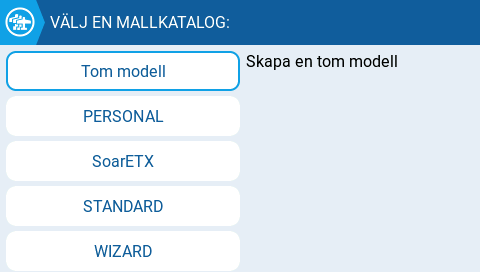 VÄLJ EN MALLKATALOG:
Tom modell
Skapa en tom modell
PERSONAL
SoarETX
STANDARD
WIZARD